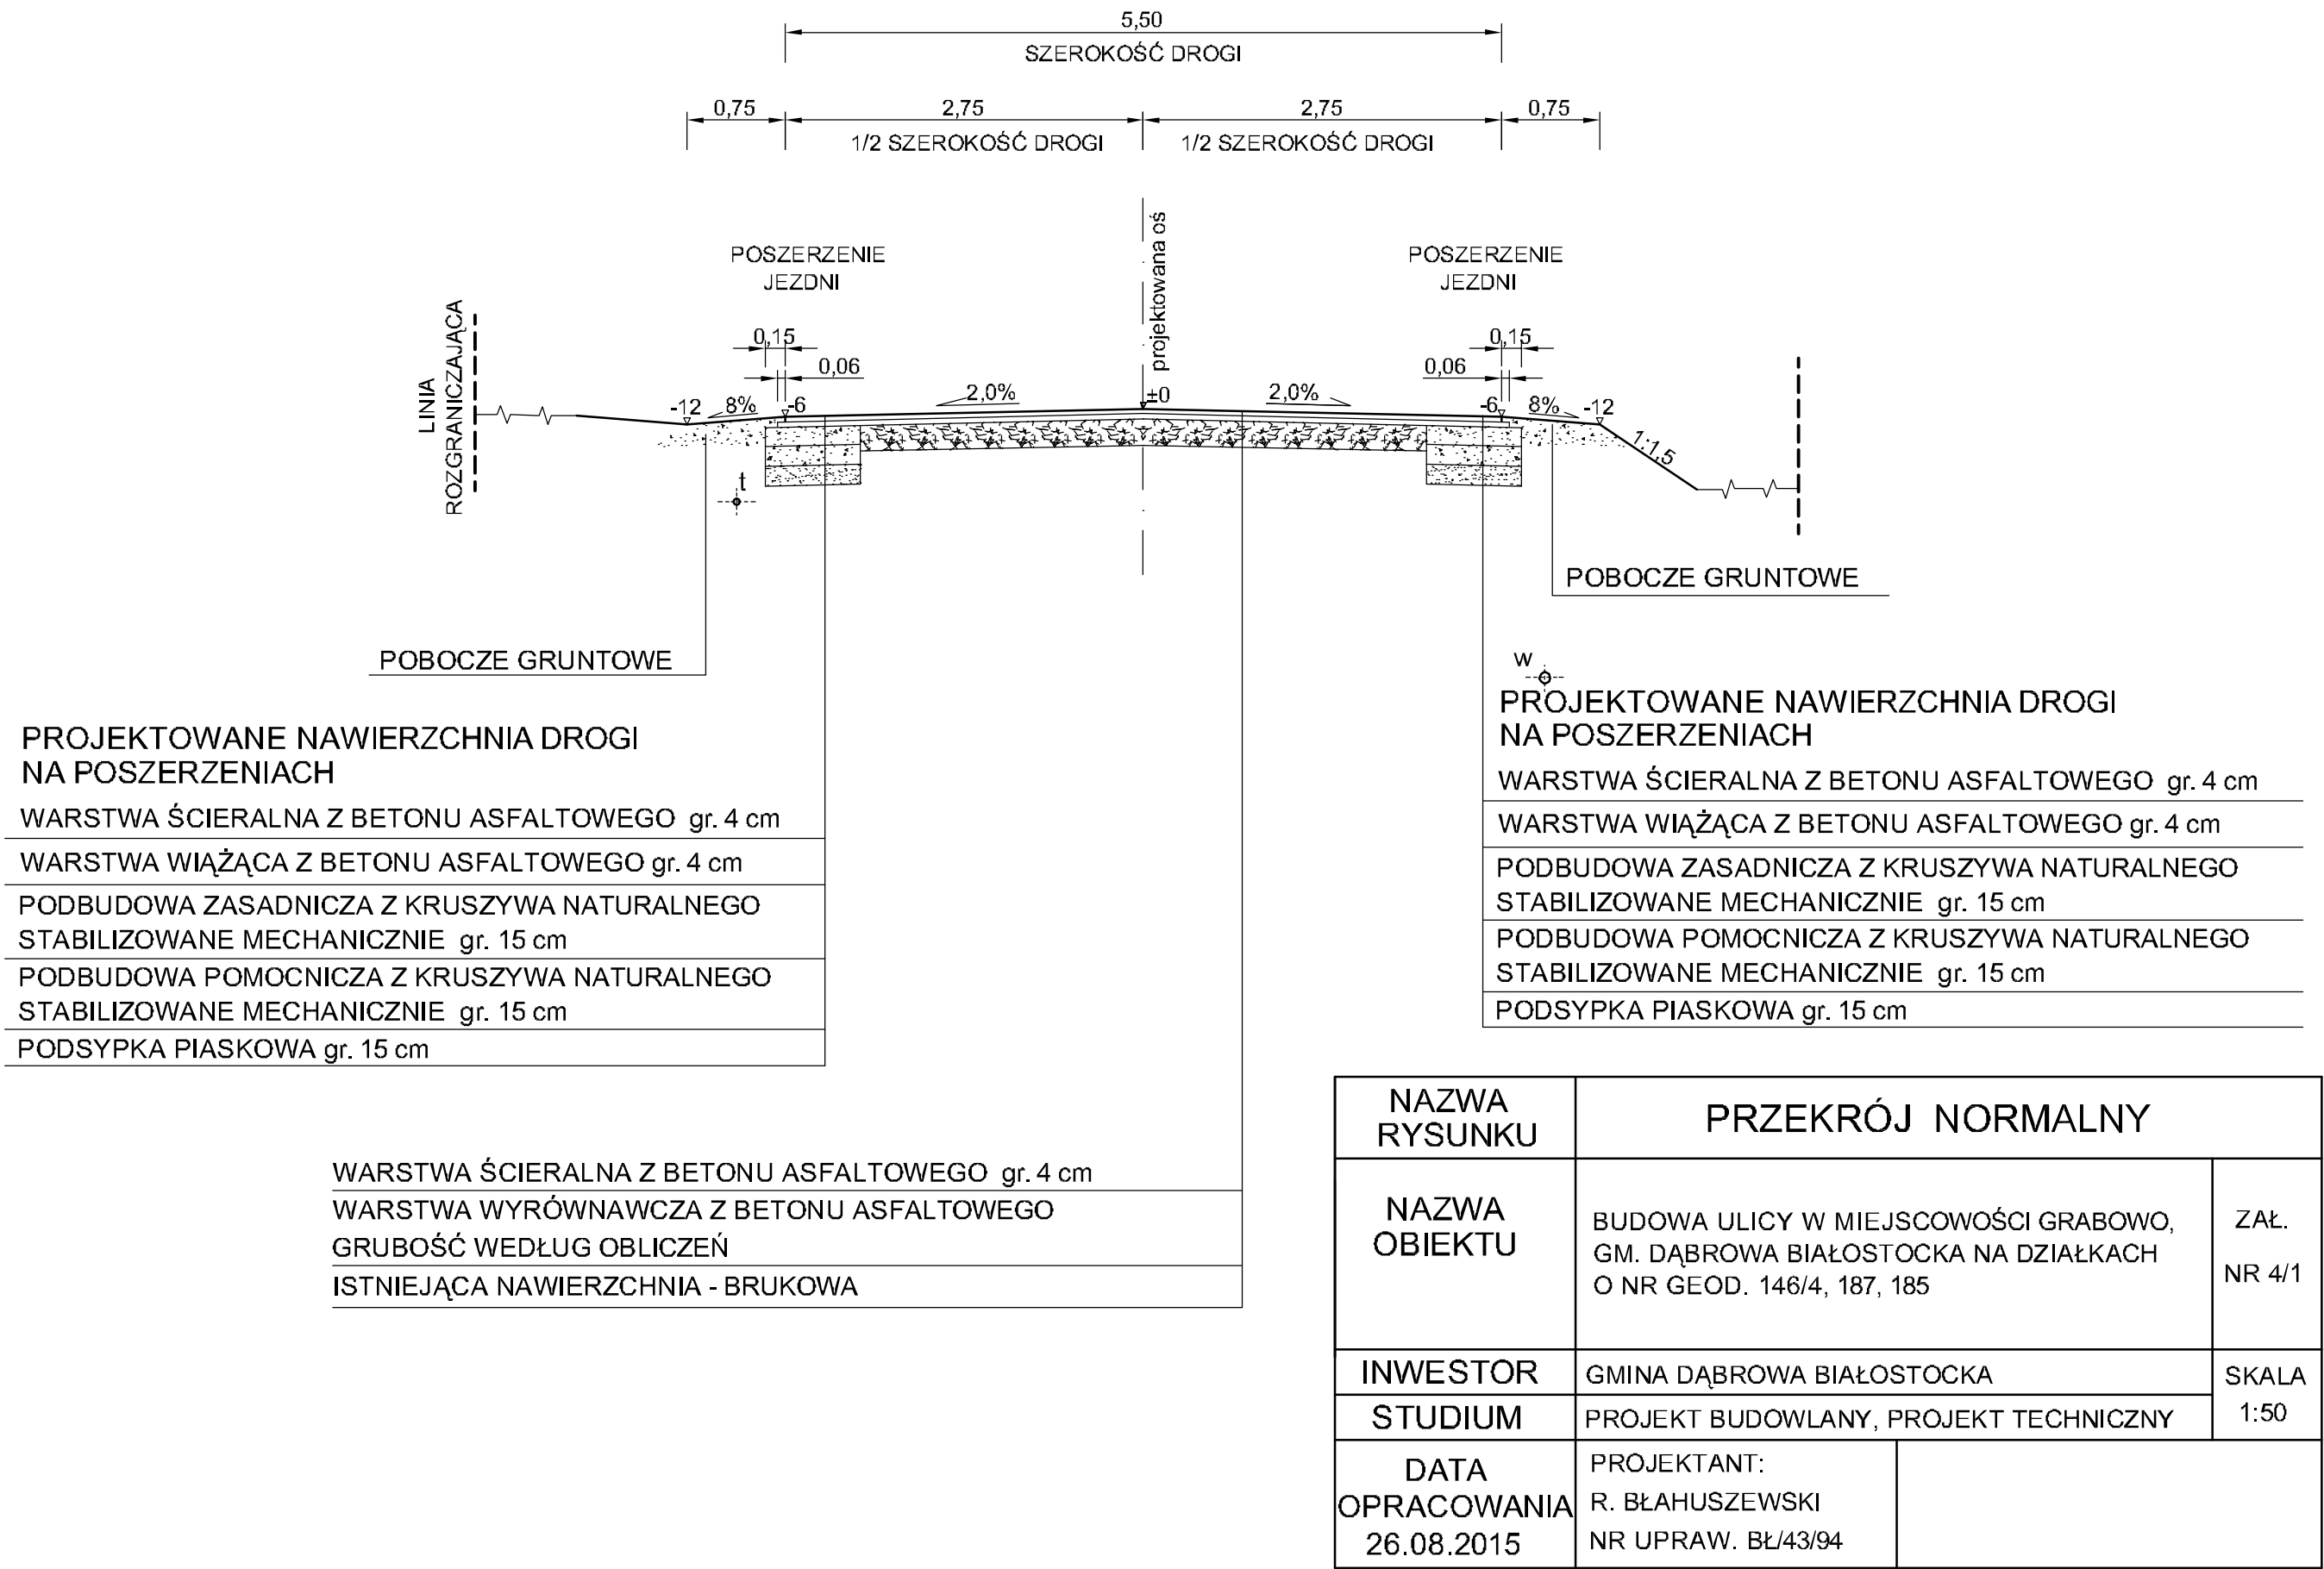 5,50
SZEROKOŚĆ DROGI
0,75 2,75 2,75 0,75
1/2 SZEROKOŚĆ DROGI 1/2 SZEROKOŚĆ DROGI
projektowana oś
POSZERZENIE
JEZDNI
POSZERZENIE
JEZDNI
LINIA
ROZGRANICZAJĄCA
0,15 0,15
0,06 0,06
-12 8% -6 2,0% ±0 2,0% -6 8% -12
1:1,5
t
POBOCZE GRUNTOWE
POBOCZE GRUNTOWE
w
PROJEKTOWANE NAWIERZCHNIA DROGI
NA POSZERZENIACH
WARSTWA ŚCIERALNA Z BETONU ASFALTOWEGO gr. 4 cm
WARSTWA WIĄŻĄCA Z BETONU ASFALTOWEGO gr. 4 cm
PODBUDOWA ZASADNICZA Z KRUSZYWA NATURALNEGO
STABILIZOWANE MECHANICZNIE gr. 15 cm
PODBUDOWA POMOCNICZA Z KRUSZYWA NATURALNEGO
STABILIZOWANE MECHANICZNIE gr. 15 cm
PODSYPKA PIASKOWA gr. 15 cm
PROJEKTOWANE NAWIERZCHNIA DROGI
NA POSZERZENIACH
WARSTWA ŚCIERALNA Z BETONU ASFALTOWEGO gr. 4 cm
WARSTWA WIĄŻĄCA Z BETONU ASFALTOWEGO gr. 4 cm
PODBUDOWA ZASADNICZA Z KRUSZYWA NATURALNEGO
STABILIZOWANE MECHANICZNIE gr. 15 cm
PODBUDOWA POMOCNICZA Z KRUSZYWA NATURALNEGO
STABILIZOWANE MECHANICZNIE gr. 15 cm
PODSYPKA PIASKOWA gr. 15 cm
WARSTWA ŚCIERALNA Z BETONU ASFALTOWEGO gr. 4 cm
WARSTWA WYRÓWNAWCZA Z BETONU ASFALTOWEGO
GRUBOŚĆ WEDŁUG OBLICZEŃ
ISTNIEJĄCA NAWIERZCHNIA - BRUKOWA
NAZWA
RYSUNKU
PRZEKRÓJ NORMALNY
NAZWA
OBIEKTU
BUDOWA ULICY W MIEJSCOWOŚCI GRABOWO,
GM. DĄBROWA BIAŁOSTOCKA NA DZIAŁKACH
O NR GEOD. 146/4, 187, 185
ZAŁ.
NR 4/1
INWESTOR
GMINA DĄBROWA BIAŁOSTOCKA
SKALA
1:50
STUDIUM
PROJEKT BUDOWLANY, PROJEKT TECHNICZNY
DATA
OPRACOWANIA
26.08.2015
PROJEKTANT:
R. BŁAHUSZEWSKI
NR UPRAW. BŁ/43/94